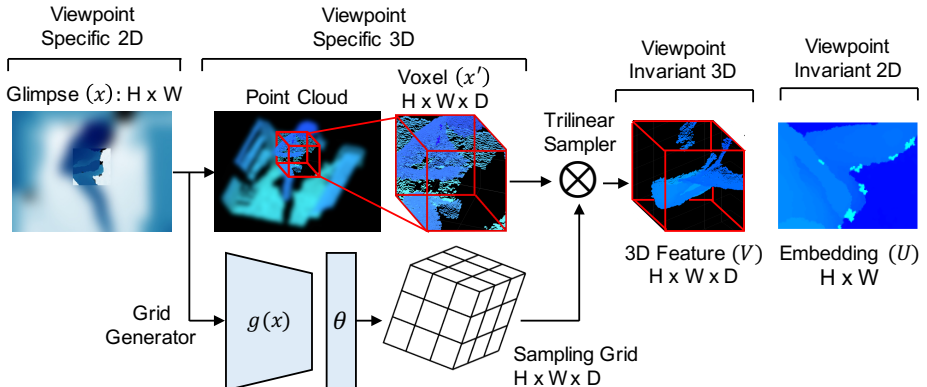 Viewpoint
Specific 2D
Viewpoint
Specific 3D
Viewpoint
Invariant 3D
Viewpoint
Invariant 2D
Glimpse (x): H x W
Point Cloud
Voxel (x′)
H x W x D
Trilinear
Sampler
3D Feature (V)
H x W x D
Embedding (U)
H x W
Grid
Generator
g(x)
θ
Sampling Grid
H x W x D